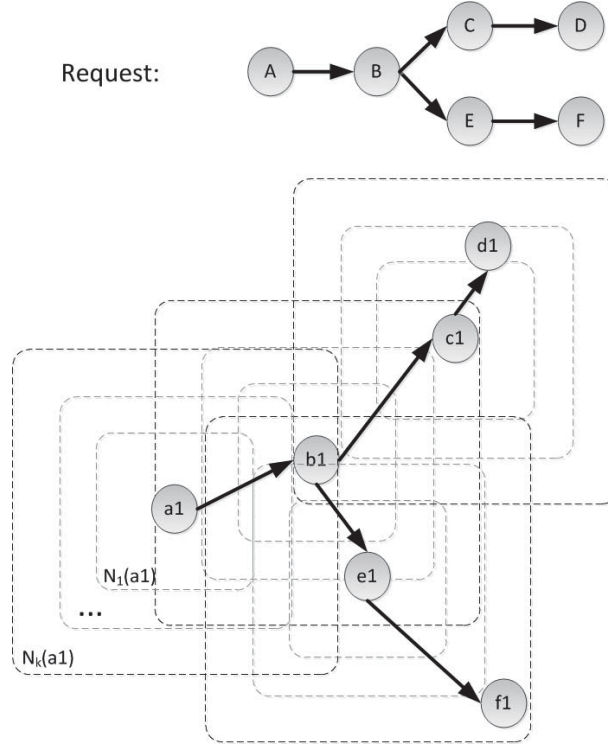 C
D
Request:
A
B
E
F
d1
c1
b1
a1
N1(a1)
e1
...
Nk(a1)
f1